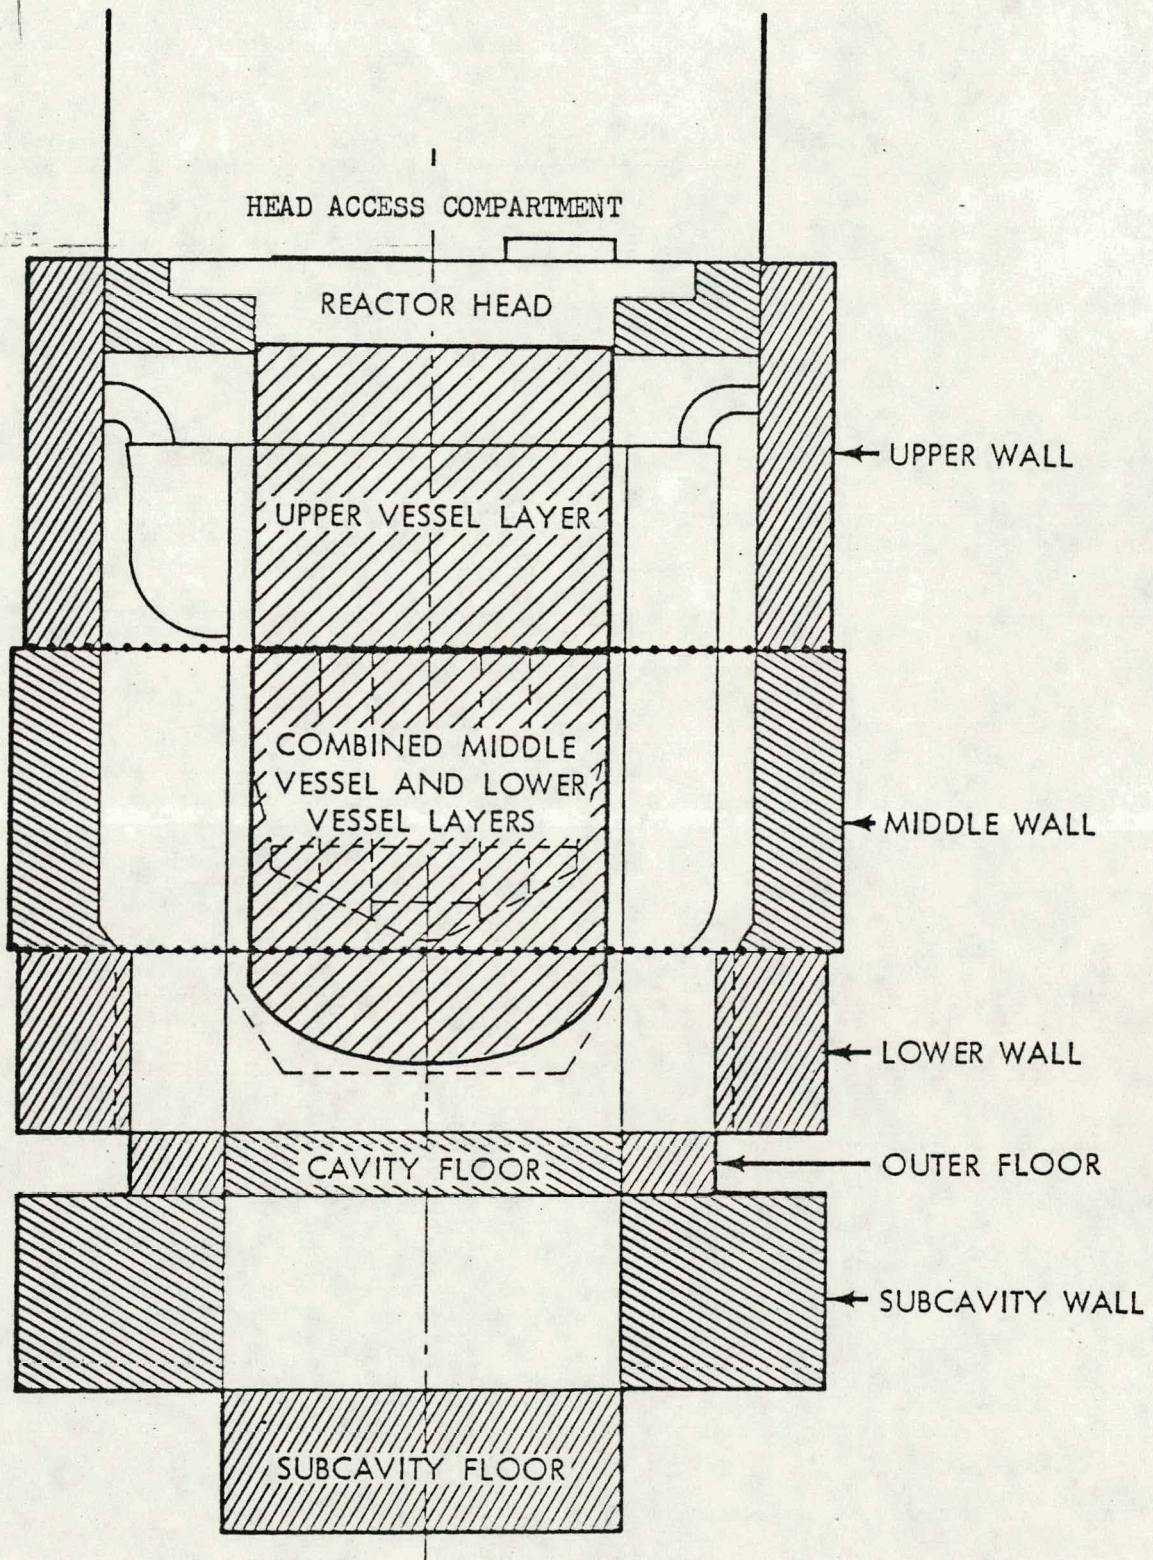 HEAD ACCESS COMPARTMENT
REACTOR HEAD
UPPER WALL
UPPER VESSEL LAYER
COMBINED MIDDLE
VESSEL AND LOWER
VESSEL LAYERS
MIDDLE WALL
LOWER WALL
CAVITY FLOOR
OUTER FLOOR
SUBCAVITY WALL
SUBCAVITY FLOOR